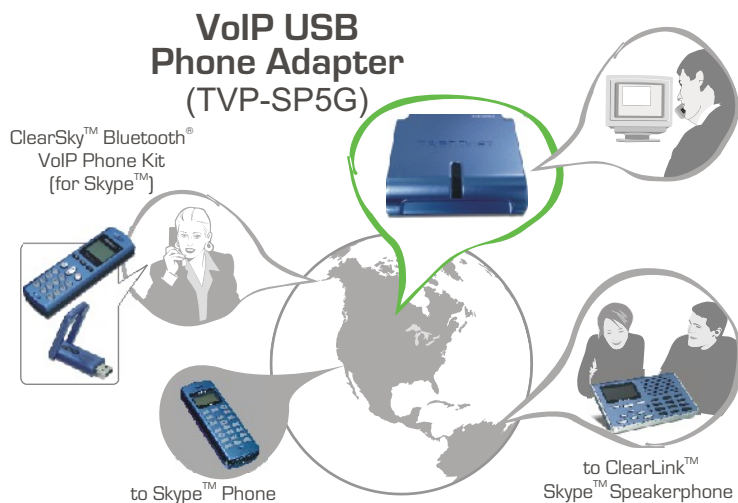 VoIP USB
Phone Adapter
(TVP-SP5G)
ClearSky™ Bluetooth®
VoIP Phone Kit
(for Skype™)
to Skype™ Phone
to ClearLink™
Skype™ Speakerphone